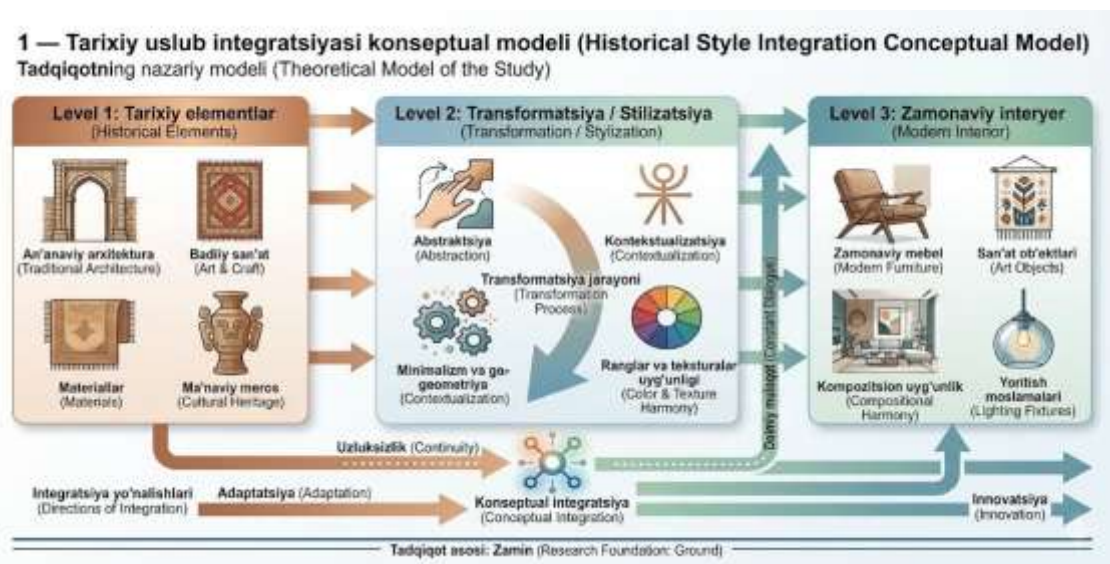 1 — Tarixiy uslub integratsiyasi konseptual modeli (Historical Style Integration Conceptual Model)
Tadqiqotning nazariy modeli (Theoretical Model of the Study)
Level 1: Tarixiy elementlar
(Historical Elements)
An'anaviy arxitektura
(Traditional Architecture)
Badiiy san'at
(Art & Craft)
Materiallar
(Materials)
Ma'naviy meros
(Cultural Heritage)
Level 2: Transformatsiya / Stilizatsiya
(Transformation / Stylization)
Abstraktsiya
(Abstraction)
Kontekstualizatsiya
(Contextualization)
Transformatsiya jarayoni
(Transformation
Process)
Minimalizm va go-
geometriya
(Contextualization)
Ranglar va teksturalar
uyg'unligi
(Color & Texture
Harmony)
Level 3: Zamonaviy interyer
(Modern Interior)
Zamonaviy mebel
(Modern Furniture)
San'at ob'ektlari
(Art Objects)
Kompozitsion uyg'unlik
(Compositional
Harmony)
Yoritish
moslamalari
(Lighting Fixtures)
Uzluksizlik (Continuity)
Integratsiya yo'nalishlari
(Directions of Integration)
Adaptatsiya (Adaptation)
Konseptual integratsiya
(Conceptual Integration)
Innovatsiya
(Innovation)
Tadqiqot asosi: Zamin (Research Foundation: Ground)